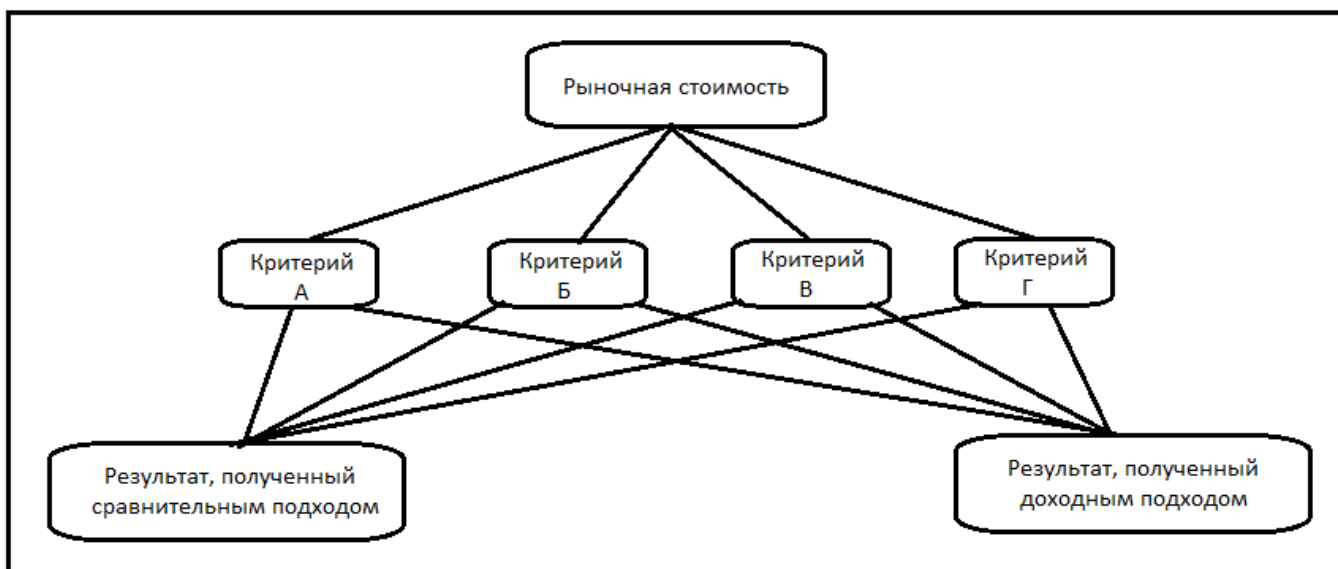 Рыночная стоимость
Критерий
А
Критерий
Б
Критерий
В
Критерий
Г
Результат, полученный
сравнительным подходом
Результат, полученный
доходным подходом